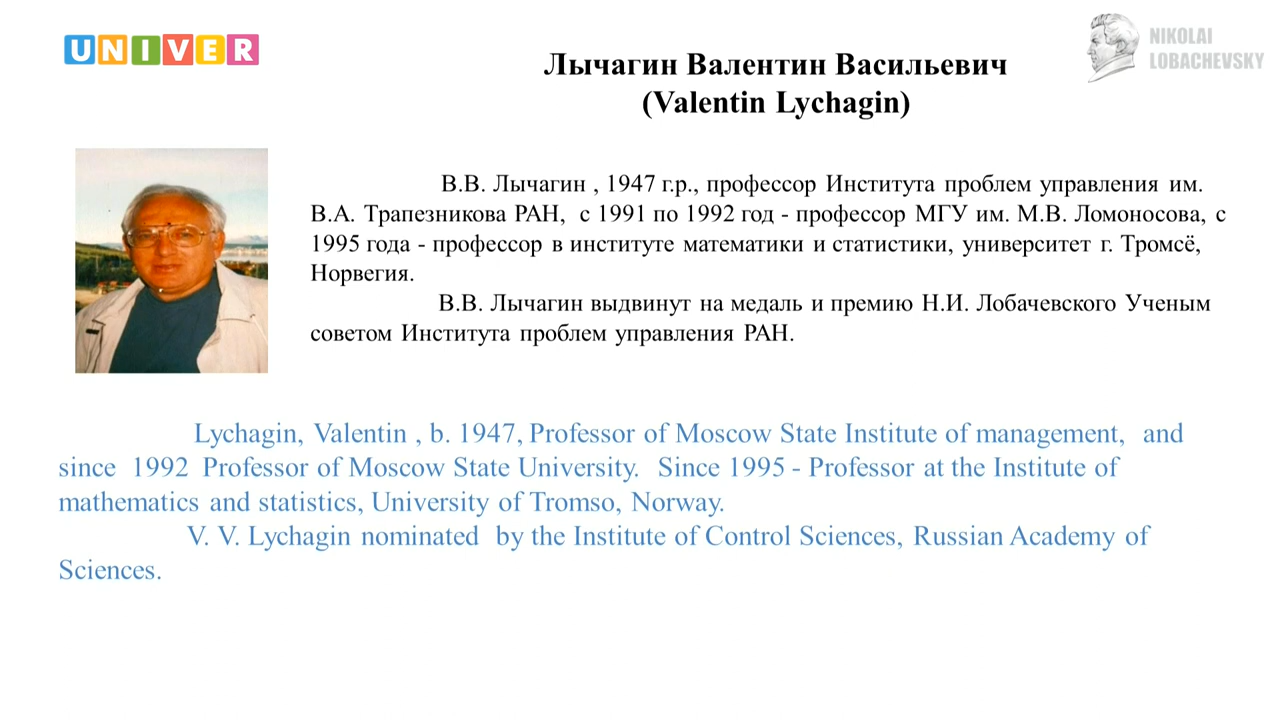 UNIVER
NIKOLAI
LOBACHEVSKY
Лычагин Валентин Васильевич
(Valentin Lychagin)
В.В. Лычагин , 1947 г.р., профессор Института проблем управления им.
В.А. Трапезникова РАН, с 1991 по 1992 год - профессор МГУ им. М.В. Ломоносова, с
1995 года - профессор в институте математики и статистики, университет г. Тромсё,
Норвегия.
В.В. Лычагин выдвинут на медаль и премию Н.И. Лобачевского Ученым
советом Института проблем управления РАН.
Lychagin, Valentin , b. 1947, Professor of Moscow State Institute of management, and
since 1992 Professor of Moscow State University. Since 1995 - Professor at the Institute of
mathematics and statistics, University of Tromso, Norway.
V. V. Lychagin nominated by the Institute of Control Sciences, Russian Academy of
Sciences.